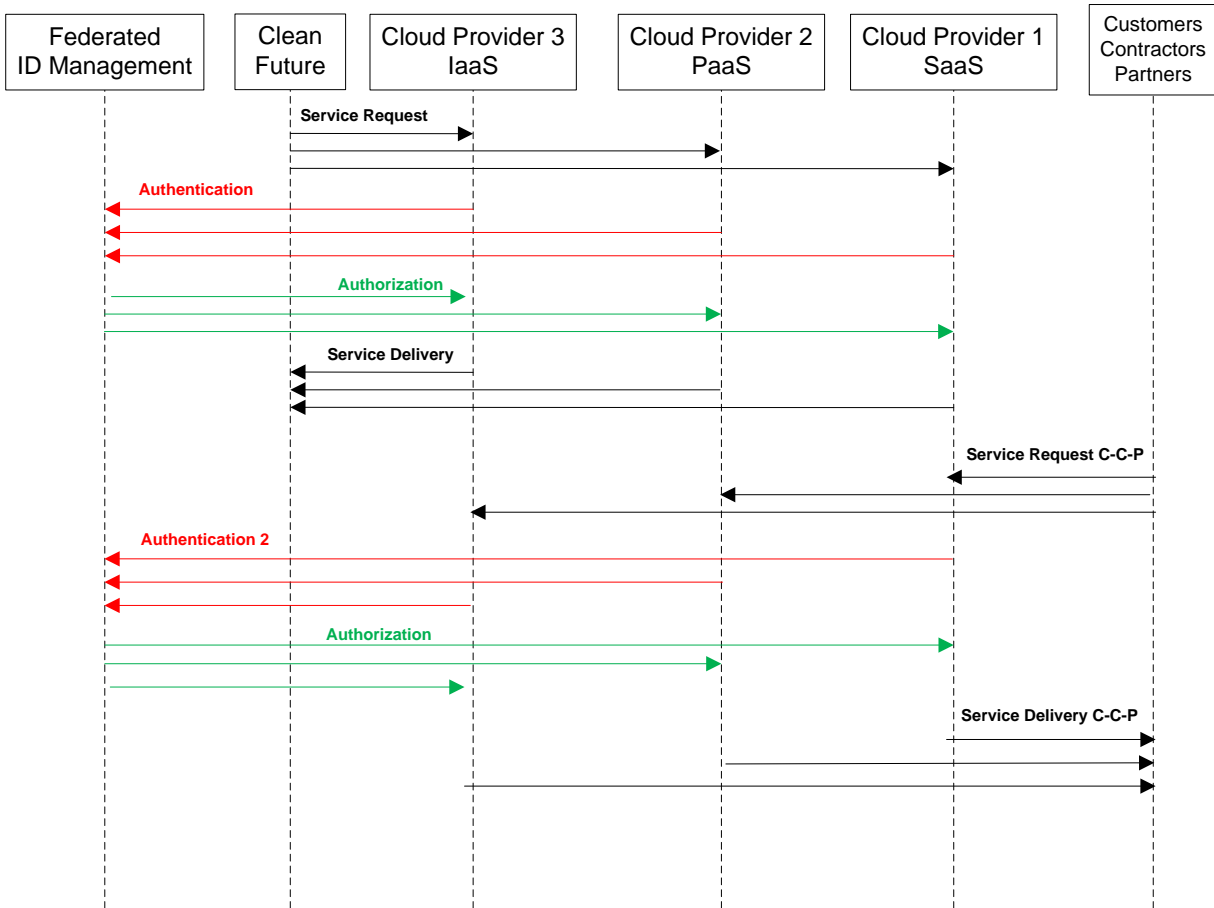 Federated
ID Management
Clean
Future
Cloud Provider 3
IaaS
Cloud Provider 2
PaaS
Cloud Provider 1
SaaS
Customers
Contractors
Partners
Service Request
Authentication
Authorization
Service Delivery
Service Request C-C-P
Authentication 2
Authorization
Service Delivery C-C-P